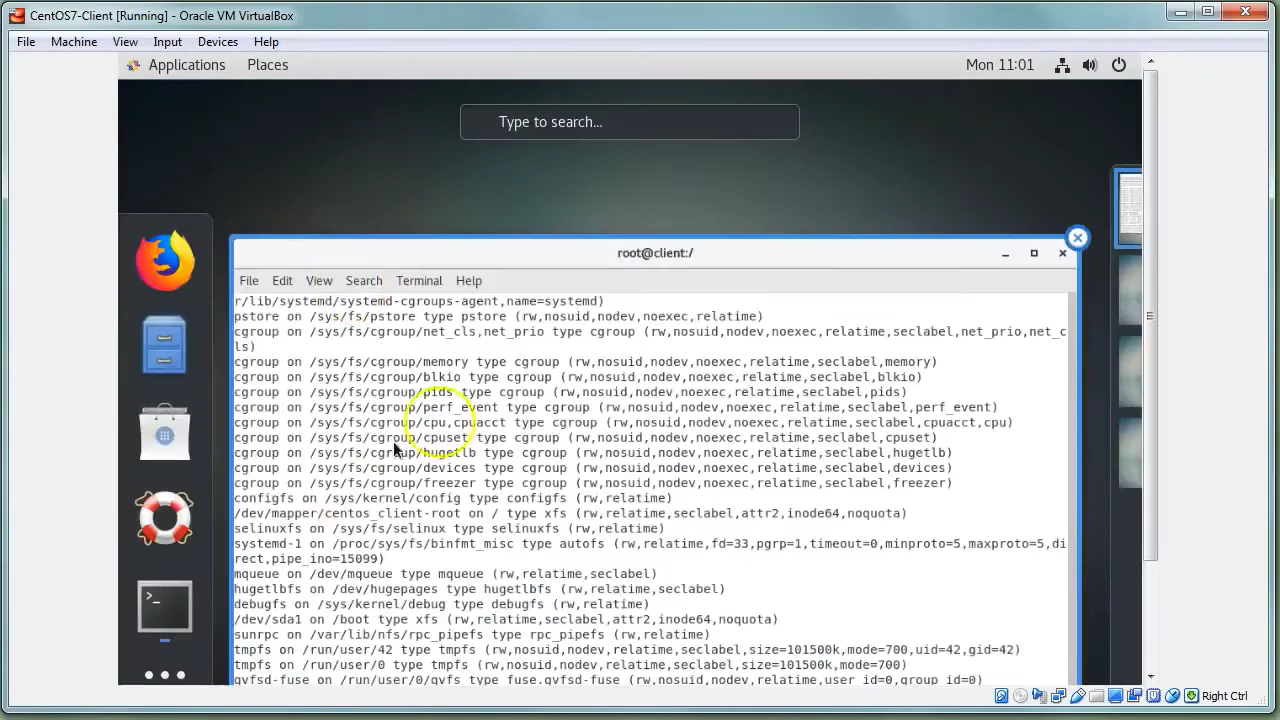 CentOS7-Client [Running] - Oracle VM VirtualBox
File Machine View Input Devices Help
Applications Places Mon 11:01
Type to search...
root@client:/
File Edit View Search Terminal Help
r/lib/systemd/systemd-cgroups-agent,name=systemd)
pstore on /sys/fs/pstore type pstore (rw,nosuid,nodev,noexec,relatime)
cgroup on /sys/fs/cgroup/net_cls,net_prio type cgroup (rw,nosuid,nodev,noexec,relatime,seclabel,net_prio,net_c
ls)
cgroup on /sys/fs/cgroup/memory type cgroup (rw,nosuid,nodev,noexec,relatime,seclabel,memory)
cgroup on /sys/fs/cgroup/blkio type cgroup (rw,nosuid,nodev,noexec,relatime,seclabel,blkio)
cgroup on /sys/fs/cgroup/pids type cgroup (rw,nosuid,nodev,noexec,relatime,seclabel,pids)
cgroup on /sys/fs/cgroup/perf_event type cgroup (rw,nosuid,nodev,noexec,relatime,seclabel,perf_event)
cgroup on /sys/fs/cgroup/cpu,cpuacct type cgroup (rw,nosuid,nodev,noexec,relatime,seclabel,cpuacct,cpu)
cgroup on /sys/fs/cgroup/cpuset type cgroup (rw,nosuid,nodev,noexec,relatime,seclabel,cpuset)
cgroup on /sys/fs/cgroup/hugetlb type cgroup (rw,nosuid,nodev,noexec,relatime,seclabel,hugetlb)
cgroup on /sys/fs/cgroup/devices type cgroup (rw,nosuid,nodev,noexec,relatime,seclabel,devices)
cgroup on /sys/fs/cgroup/freezer type cgroup (rw,nosuid,nodev,noexec,relatime,seclabel,freezer)
configfs on /sys/kernel/config type configfs (rw,relatime)
/dev/mapper/centos_client-root on / type xfs (rw,relatime,seclabel,attr2,inode64,noquota)
selinuxfs on /sys/fs/selinux type selinuxfs (rw,relatime)
systemd-1 on /proc/sys/fs/binfmt_misc type autofs (rw,relatime,fd=33,pgrp=1,timeout=0,minproto=5,maxproto=5,di
rect,pipe_ino=15099)
mqueue on /dev/mqueue type mqueue (rw,relatime,seclabel)
hugetlbfs on /dev/hugepages type hugetlbfs (rw,relatime,seclabel)
debugfs on /sys/kernel/debug type debugfs (rw,relatime)
/dev/sda1 on /boot type xfs (rw,relatime,seclabel,attr2,inode64,noquota)
sunrpc on /var/lib/nfs/rpc_pipefs type rpc_pipefs (rw,relatime)
tmpfs on /run/user/42 type tmpfs (rw,nosuid,nodev,relatime,seclabel,size=101500k,mode=700,uid=42,gid=42)
tmpfs on /run/user/0 type tmpfs (rw,nosuid,nodev,relatime,seclabel,size=101500k,mode=700)
gvfsd-fuse on /run/user/0/gvfs type fuse.gvfsd-fuse (rw,nosuid,nodev,relatime,user_id=0,group_id=0)
Right Ctrl